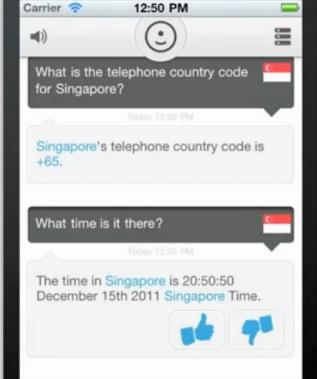 Carrier 12:50 PM
What is the telephone country code
for Singapore?
Today 12:50 PM
Singapore's telephone country code is
+65.
What time is it there?
Today 12:50 PM
The time in Singapore is 20:50:50
December 15th 2011 Singapore Time.